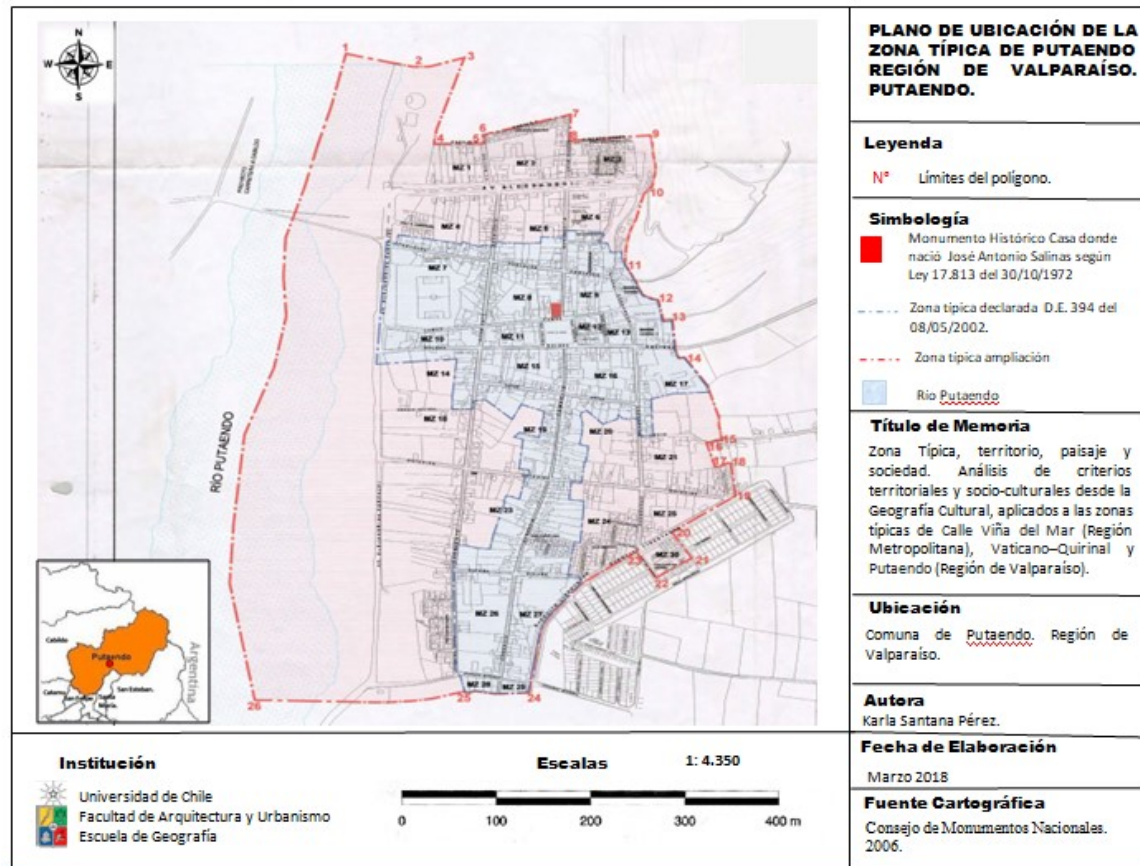 PLANO DE UBICACIÓN DE LA
ZONA TÍPICA DE PUTAENDO
REGIÓN DE VALPARAÍSO.
PUTAENDO.
Leyenda
N° Límites del polígono.
Simbología
Monumento Histórico Casa donde
nació José Antonio Salinas según
Ley 17.813 del 30/10/1972
Zona típica declarada D.E. 394 del
08/05/2002.
Zona típica ampliación
Rio Putaendo
Título de Memoria
Zona Típica, territorio, paisaje y
sociedad. Análisis de criterios
territoriales y socio-culturales desde la
Geografía Cultural, aplicados a las zonas
típicas de Calle Viña del Mar (Región
Metropolitana), Vaticano–Quirinal y
Putaendo (Región de Valparaíso).
Ubicación
Comuna de Putaendo. Región de
Valparaíso.
Autora
Karla Santana Pérez.
Fecha de Elaboración
Marzo 2018
Fuente Cartográfica
Consejo de Monumentos Nacionales.
2006.
N
W E
S
1
2
3
4
5
6
7
8
9
10
11
12
13
14
15
16
17
18
19
20
21
22
23
24
25
26
MZ 1
MZ 2
MZ 3
MZ 4
MZ 5
MZ 6
MZ 7
MZ 8
MZ 9
MZ 10
MZ 11
MZ 12
MZ 13
MZ 14
MZ 15
MZ 16
MZ 17
MZ 18
MZ 19
MZ 20
MZ 21
MZ 23
MZ 24
MZ 25
MZ 26
MZ 27
MZ 28
MZ 29
MZ 30
RÍO PUTAENDO
Cabildo
Putaendo
Catemu
San Felipe
Santa
María.
San Esteban.
Argentina
Institución
Universidad de Chile
Facultad de Arquitectura y Urbanismo
Escuela de Geografía
Escalas 1: 4.350
0 100 200 300 400 m